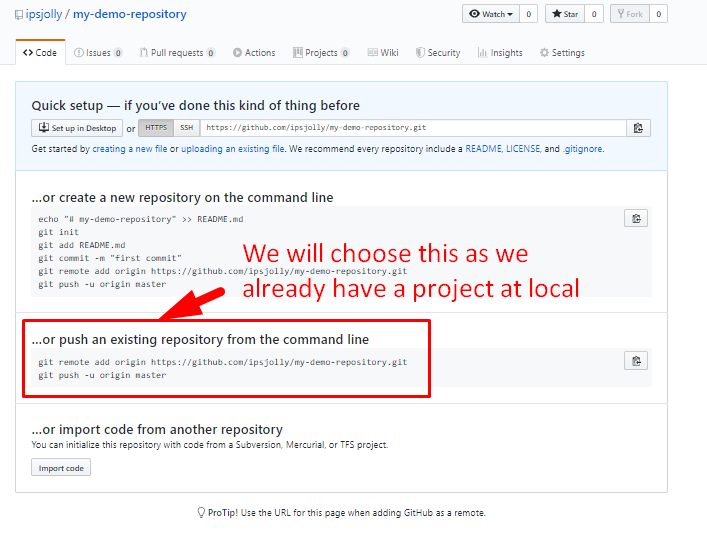 ipsjolly / my-demo-repository
Watch 0 Star 0 Fork 0
Code Issues 0 Pull requests 0 Actions Projects 0 Wiki Security Insights Settings
Quick setup — if you've done this kind of thing before
Set up in Desktop or HTTPS SSH https://github.com/ipsjolly/my-demo-repository.git
Get started by creating a new file or uploading an existing file. We recommend every repository include a README, LICENSE, and .gitignore.
...or create a new repository on the command line
echo "# my-demo-repository" >> README.md
git init
git add README.md
git commit -m "first commit"
git remote add origin https://github.com/ipsjolly/my-demo-repository.git
git push -u origin master
We will choose this as we
already have a project at local
...or push an existing repository from the command line
git remote add origin https://github.com/ipsjolly/my-demo-repository.git
git push -u origin master
...or import code from another repository
You can initialize this repository with code from a Subversion, Mercurial, or TFS project.
Import code
ProTip! Use the URL for this page when adding GitHub as a remote.